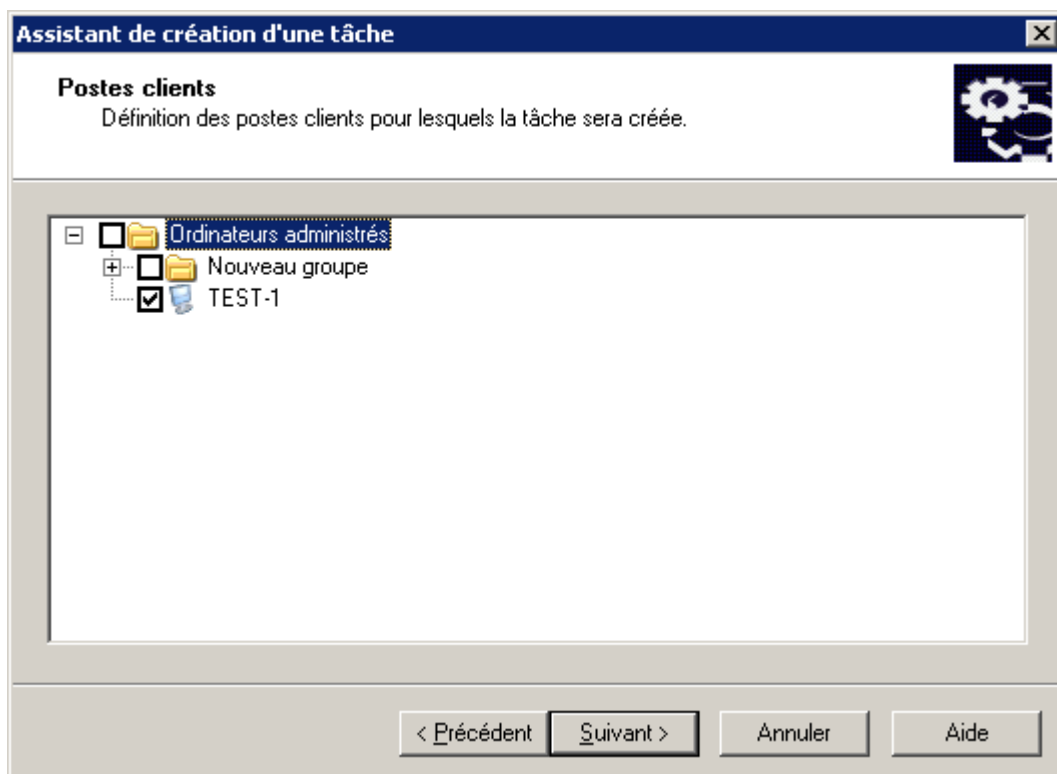 Assistant de création d'une tâche
Postes clients
Définition des postes clients pour lesquels la tâche sera créée.
Ordinateurs administrés
Nouveau groupe
TEST-1
< Précédent
Suivant >
Annuler
Aide